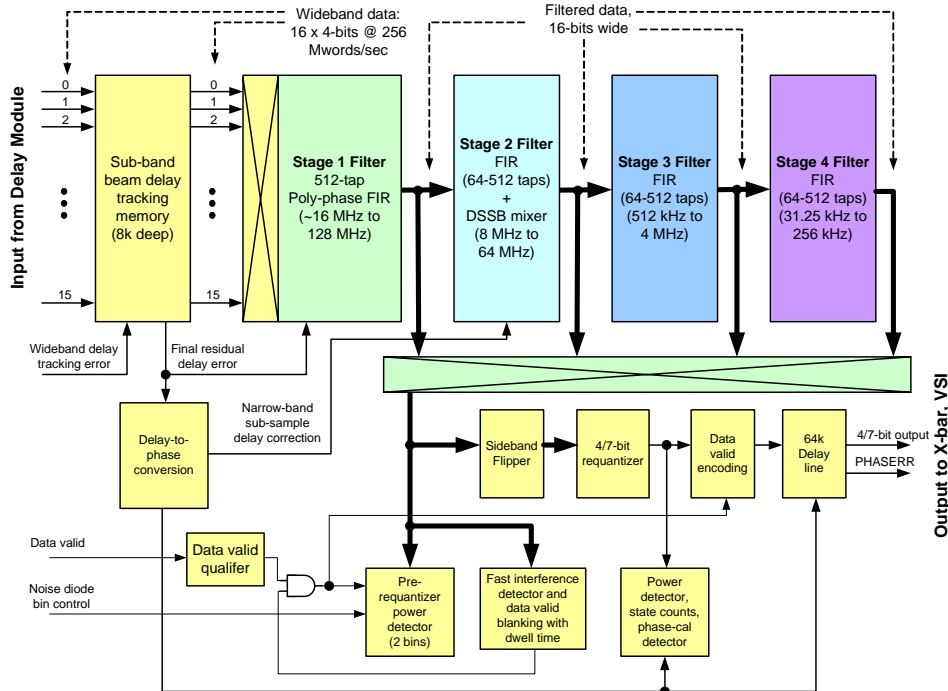 Wideband data:
16 x 4-bits @ 256
Mwords/sec
Filtered data,
16-bits wide
Input from Delay Module
0
1
2
15
Sub-band
beam delay
tracking
memory
(8k deep)
0
1
2
15
Stage 1 Filter
512-tap
Poly-phase FIR
(~16 MHz to
128 MHz)
Stage 2 Filter
FIR
(64-512 taps)
+
DSSB mixer
(8 MHz to
64 MHz)
Stage 3 Filter
FIR
(64-512 taps)
(512 kHz to
4 MHz)
Stage 4 Filter
FIR
(64-512 taps)
(31.25 kHz to
256 kHz)
Wideband delay
tracking error
Final residual
delay error
Delay-to-
phase
conversion
Narrow-band
sub-sample
delay correction
Sideband
Flipper
4/7-bit
requantizer
Data
valid
encoding
64k
Delay
line
4/7-bit output
PHASERR
Output to X-bar, VSI
Data valid
Data valid
qualifer
Noise diode
bin control
Pre-
requantizer
power
detector
(2 bins)
Fast interference
detector and
data valid
blanking with
dwell time
Power
detector,
state counts,
phase-cal
detector